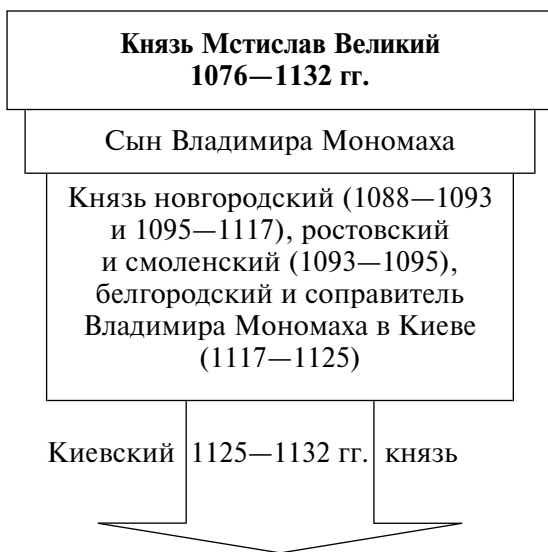 Князь Мстислав Великий
1076—1132 гг.
Сын Владимира Мономаха
Князь новгородский (1088—1093
и 1095—1117), ростовский
и смоленский (1093—1095),
белгородский и соправитель
Владимира Мономаха в Киеве
(1117—1125)
Киевский 1125—1132 гг. князь